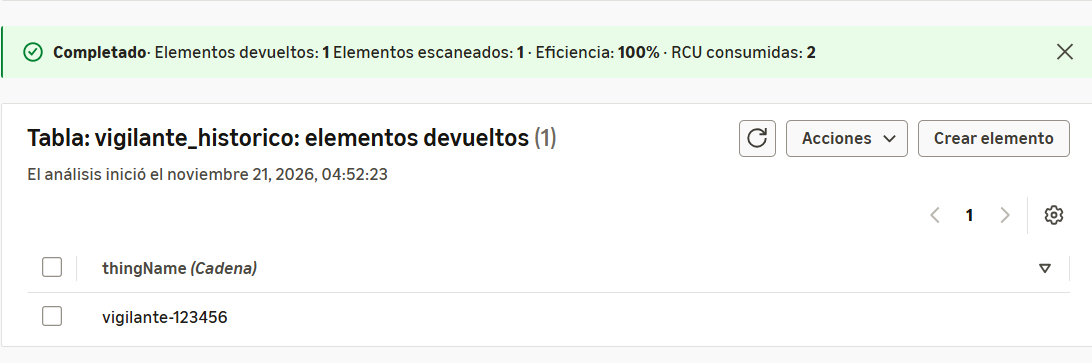 Completado· Elementos devueltos: 1 Elementos escaneados: 1 · Eficiencia: 100% · RCU consumidas: 2
Tabla: vigilante_historico: elementos devueltos (1)
Acciones
Crear elemento
El análisis inició el noviembre 21, 2026, 04:52:23
1
thingName (Cadena)
vigilante-123456